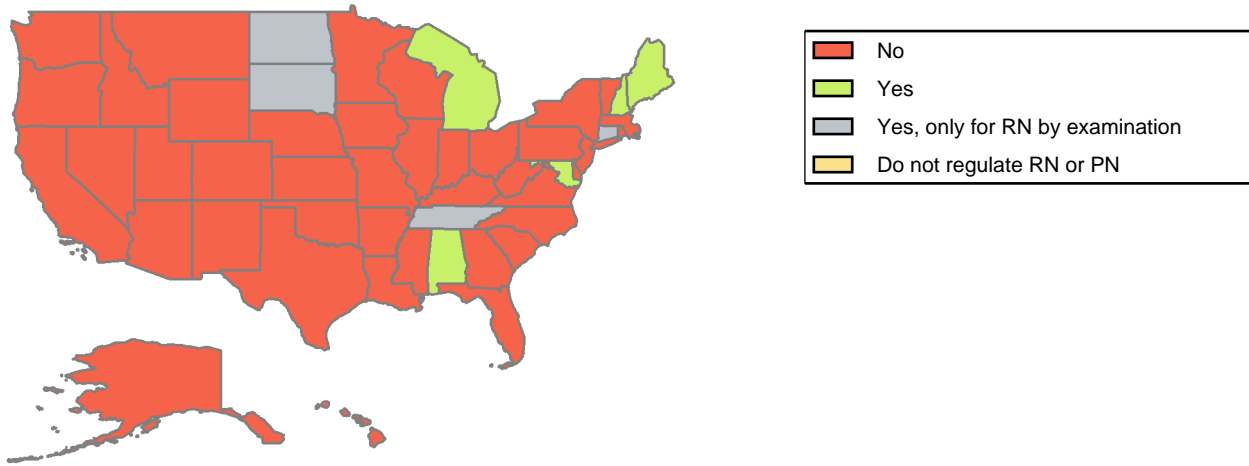 No
Yes
Yes, only for RN by examination
Do not regulate RN or PN